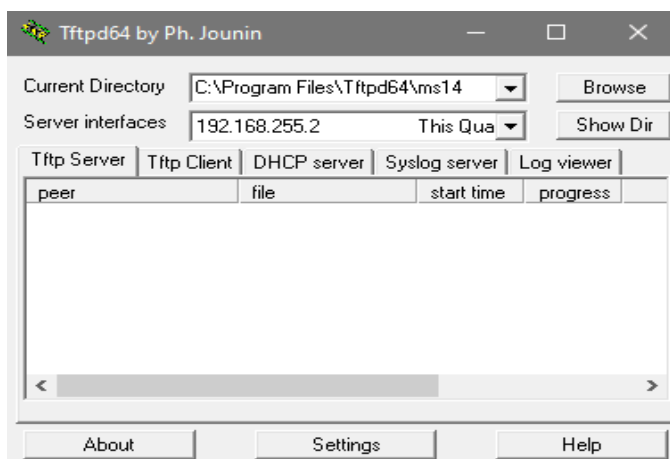 Tftpd64 by Ph. Jounin
Current Directory C:\Program Files\Tftpd64\ms14 Browse
Server interfaces 192.168.255.2 This Qua Show Dir
Tftp Server Tftp Client DHCP server Syslog server Log viewer
peer file start time progress
About Settings Help